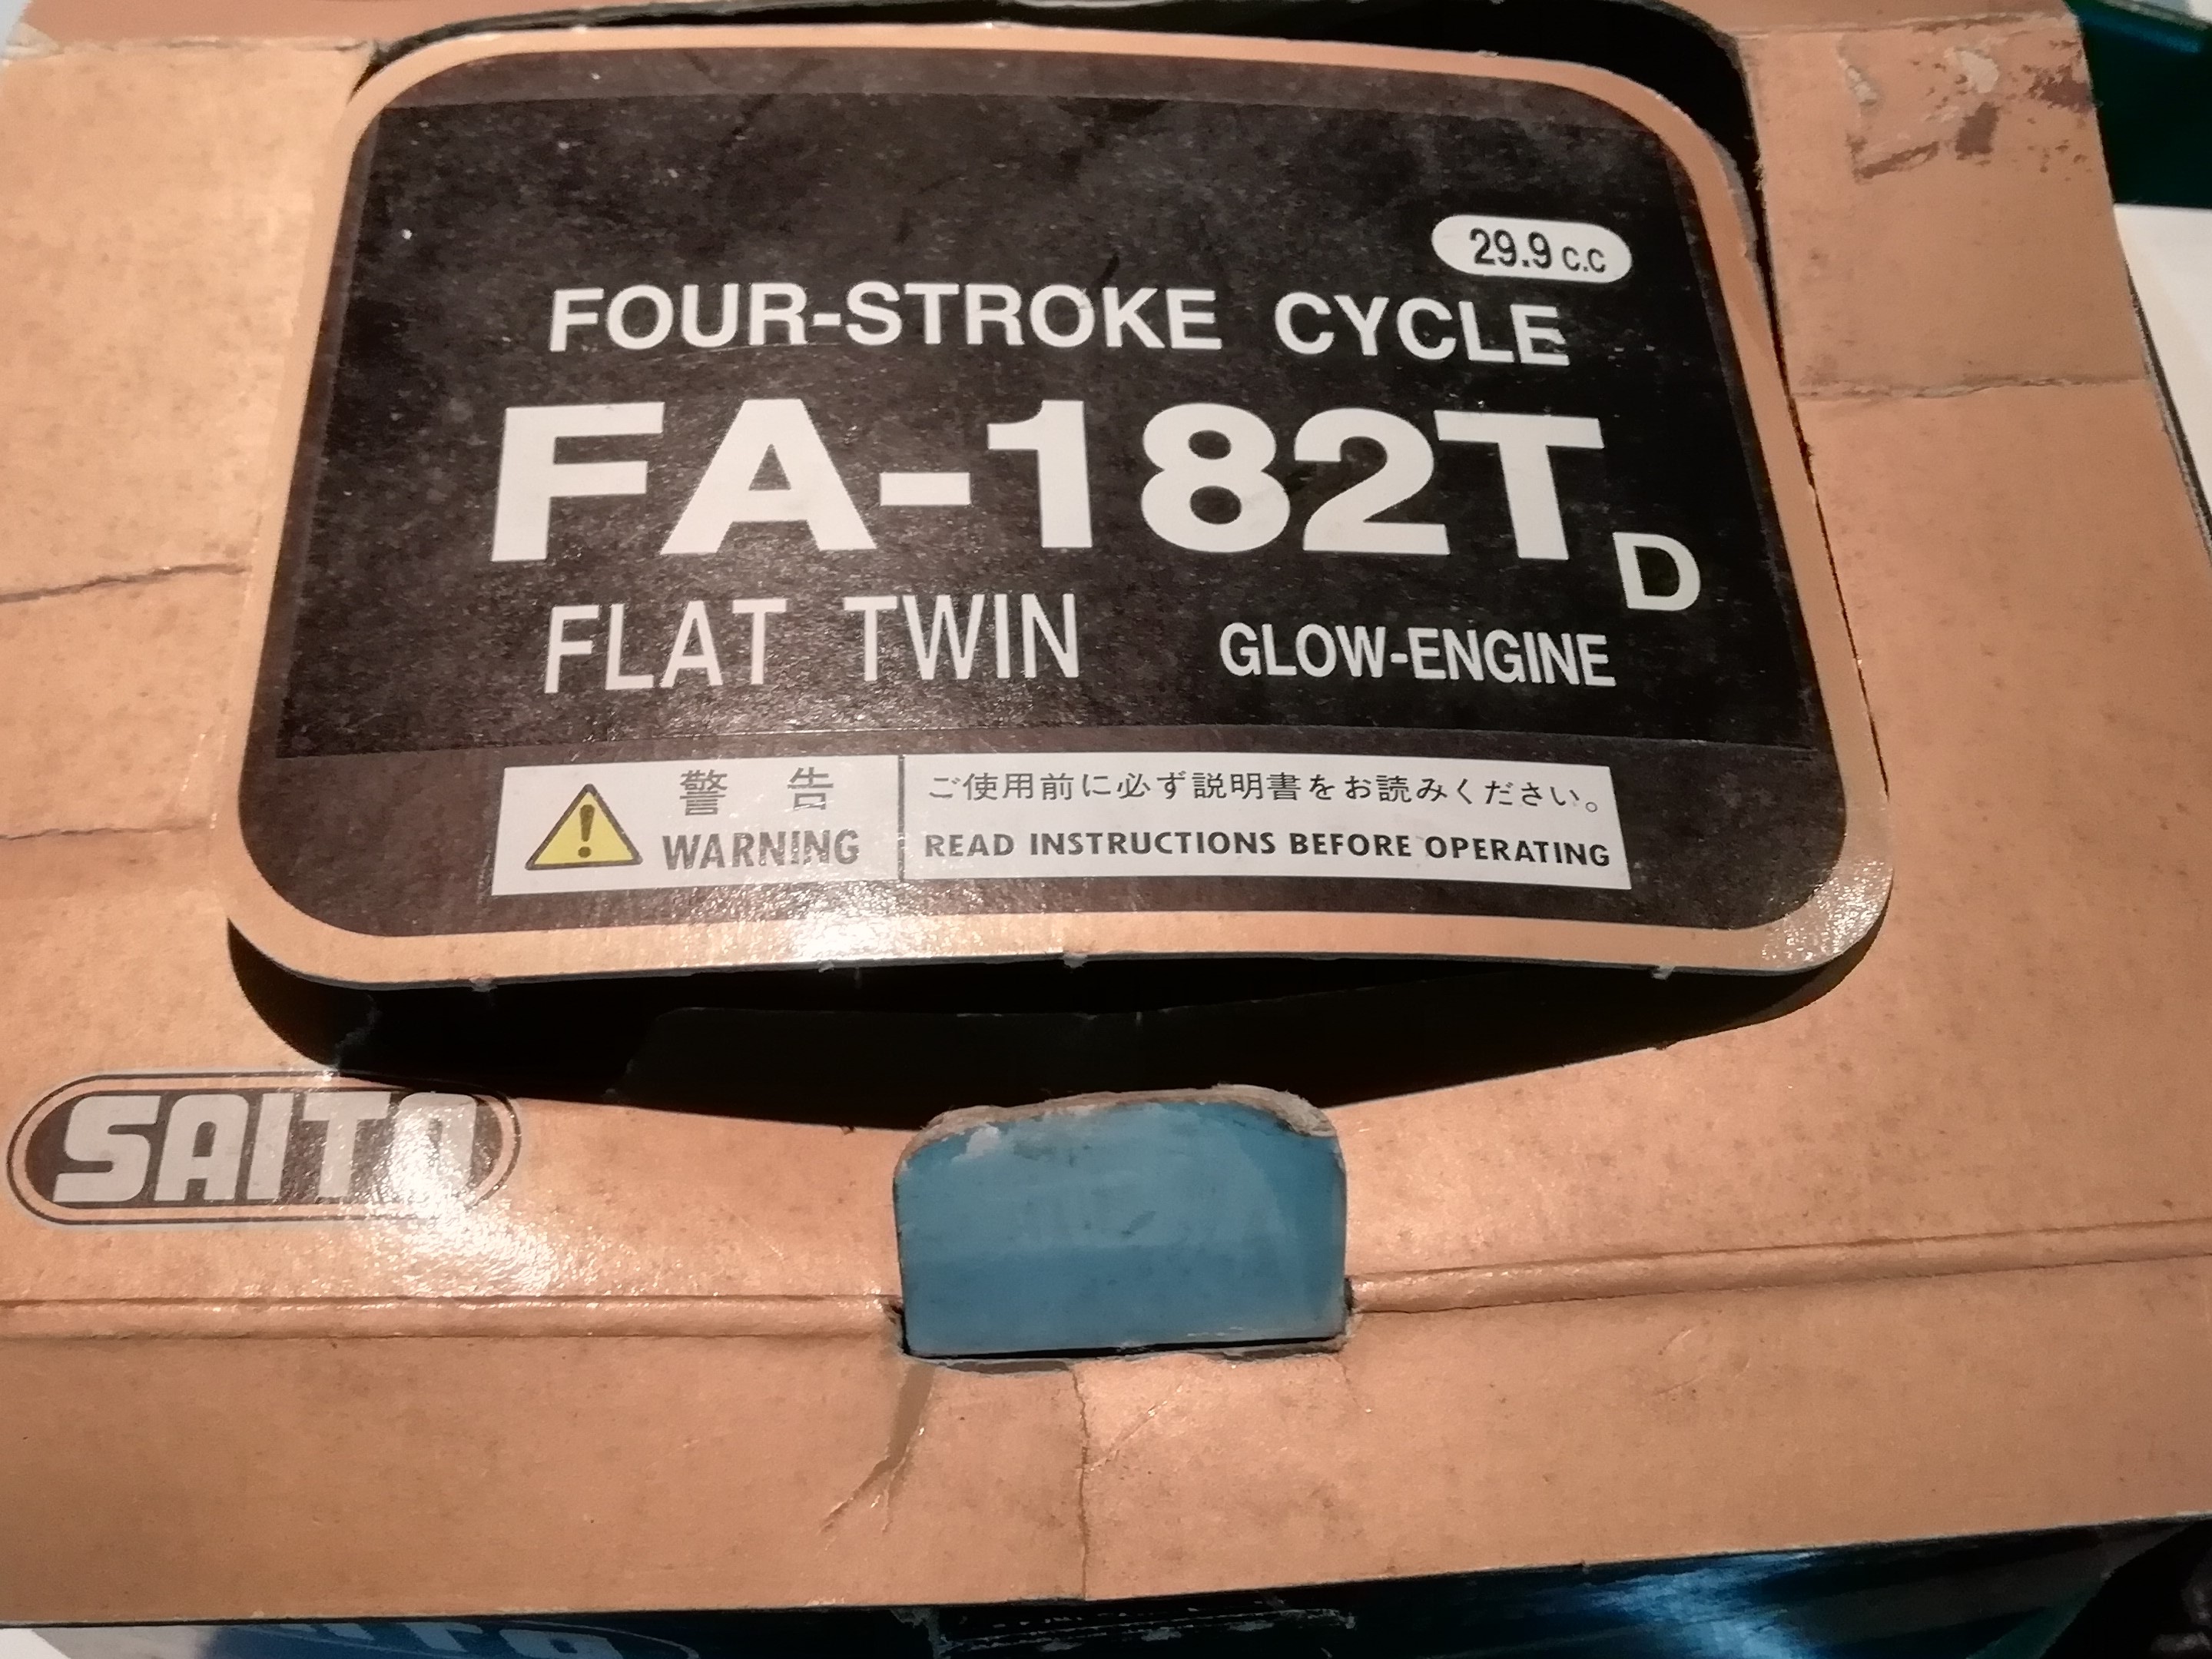 29.9 c.c
FOUR-STROKE CYCLE
FA-182T D
FLAT TWIN GLOW-ENGINE
警 告
WARNING
ご使用前に必ず説明書をお読みください。
READ INSTRUCTIONS BEFORE OPERATING
SAITO